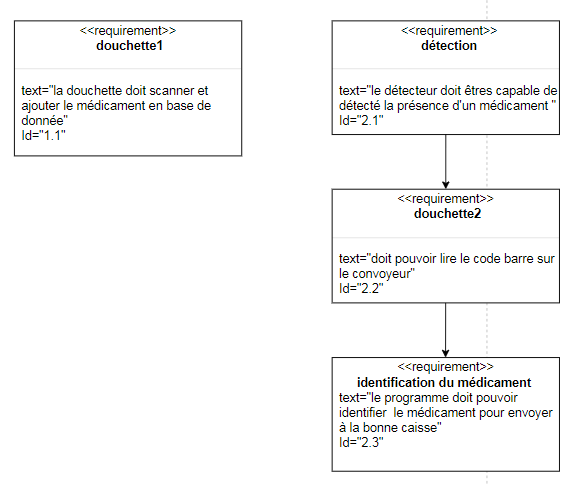 <<requirement>>
douchette1
text="la douchette doit scanner et
ajouter le médicament en base de
donnée"
Id="1.1"
<<requirement>>
détection
text="le détecteur doit êtres capable de
détecté la présence d'un médicament "
Id="2.1"
<<requirement>>
douchette2
text="doit pouvoir lire le code barre sur
le convoyeur"
Id="2.2"
<<requirement>>
identification du médicament
text="le programme doit pouvoir
identifier  le médicament pour envoyer
à la bonne caisse"
Id="2.3"